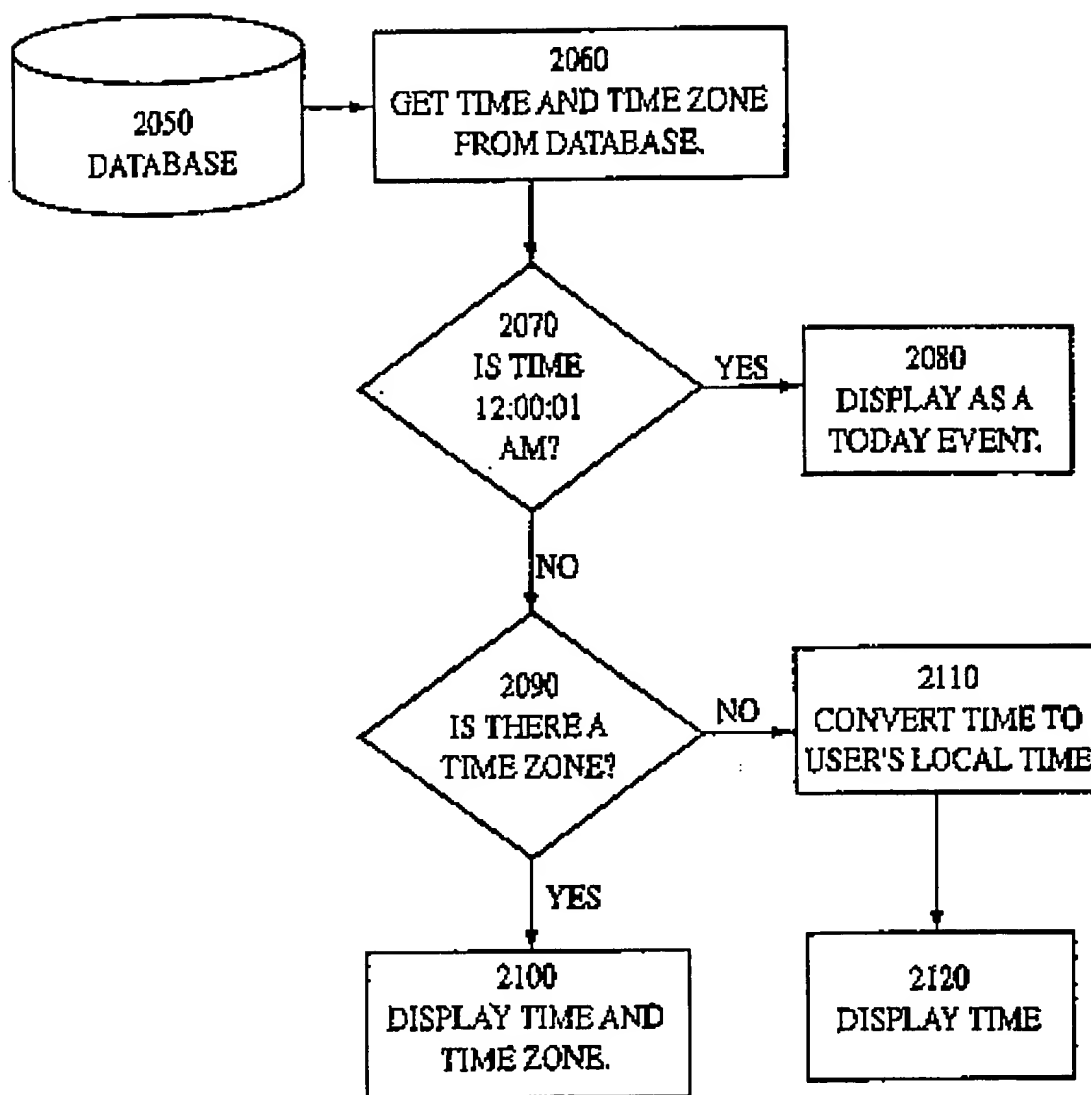 2050
DATABASE
2060
GET TIME AND TIME ZONE
FROM DATABASE.
2070
IS TIME
12:00:01
AM?
YES
2080
DISPLAY AS A
TODAY EVENT.
NO
2090
IS THERE A
TIME ZONE?
NO
2110
CONVERT TIME TO
USER'S LOCAL TIME
YES
2100
DISPLAY TIME AND
TIME ZONE.
2120
DISPLAY TIME